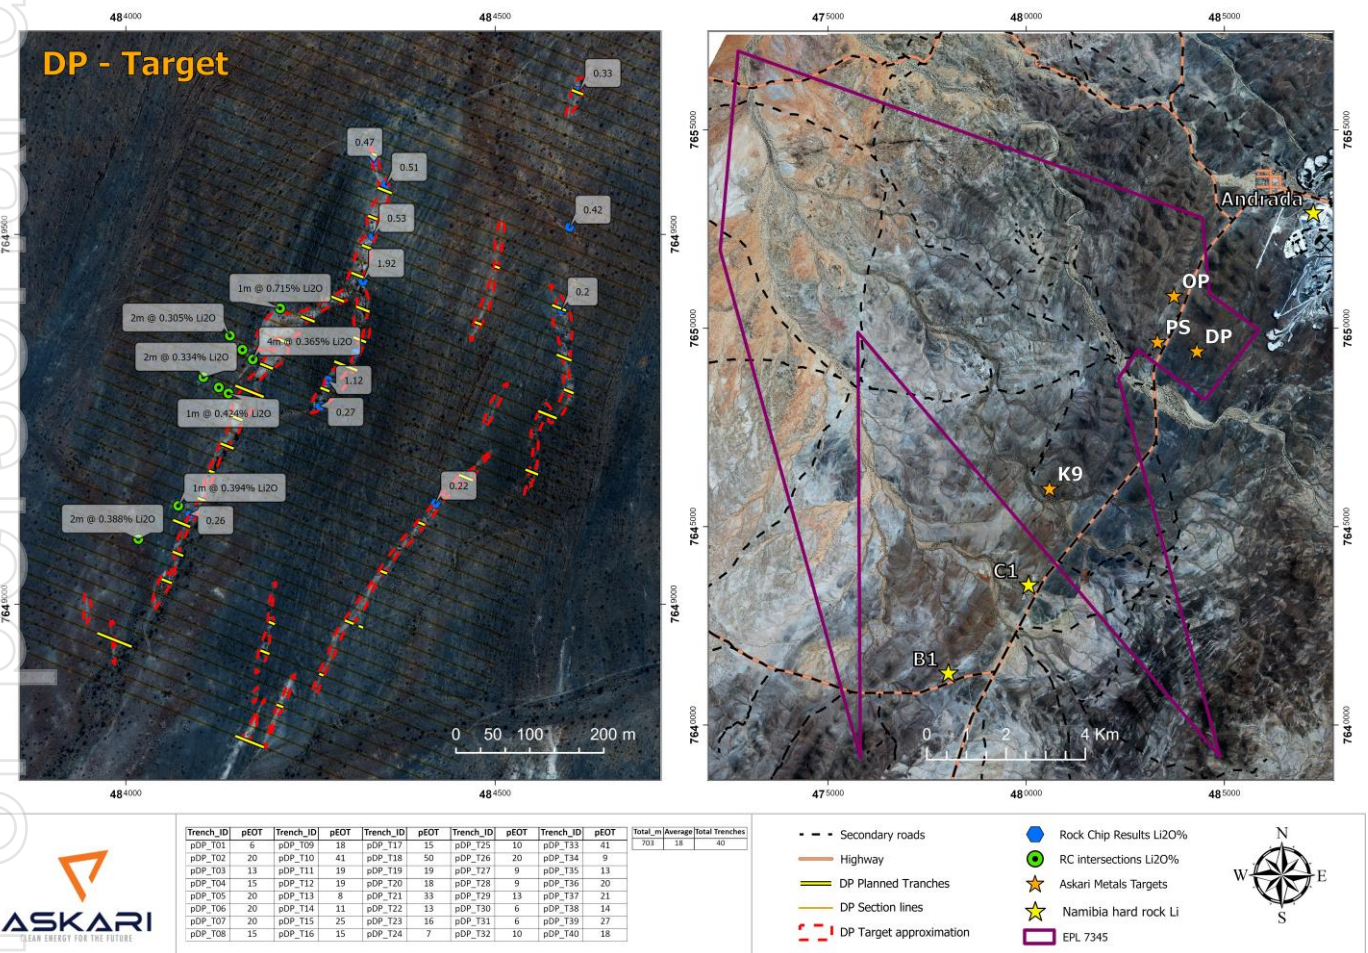 484000
484500
475000
480000
485000
DP - Target
0.33
0.47
0.51
0.42
0.53
1.92
1m @ 0.715% Li2O
0.2
2m @ 0.305% Li2O
4m @ 0.365% Li2O
2m @ 0.334% Li2O
1.12
1m @ 0.424% Li2O
0.27
0.22
1m @ 0.394% Li2O
2m @ 0.388% Li2O
0.26
0 50 100 200 m
7649500
7649000
7649500
7649000
484000
484500
7655000
7650000
7645000
7640000
Andrada
OP
PS
DP
K9
C1
B1
0 1 2 4 Km
7655000
7650000
7645000
7640000
475000
480000
485000
ASKARI
CLEAN ENERGY FOR THE FUTURE
Trench_ID pEOT Trench_ID pEOT Trench_ID pEOT Trench_ID pEOT Trench_ID pEOT
pDP_T01 6 pDP_T09 18 pDP_T17 15 pDP_T25 10 pDP_T33 41
pDP_T02 20 pDP_T10 41 pDP_T18 50 pDP_T26 20 pDP_T34 9
pDP_T03 13 pDP_T11 19 pDP_T19 19 pDP_T27 9 pDP_T35 13
pDP_T04 15 pDP_T12 19 pDP_T20 18 pDP_T28 9 pDP_T36 20
pDP_T05 20 pDP_T13 8 pDP_T21 33 pDP_T29 13 pDP_T37 21
pDP_T06 20 pDP_T14 11 pDP_T22 13 pDP_T30 6 pDP_T38 14
pDP_T07 20 pDP_T15 25 pDP_T23 16 pDP_T31 6 pDP_T39 27
pDP_T08 15 pDP_T16 15 pDP_T24 7 pDP_T32 10 pDP_T40 18
Total_m Average Total Trenches
703 18 40
Secondary roads
Highway
DP Planned Tranches
DP Section lines
DP Target approximation
Rock Chip Results Li2O%
RC intersections Li2O%
Askari Metals Targets
Namibia hard rock Li
EPL 7345
N
W E
S